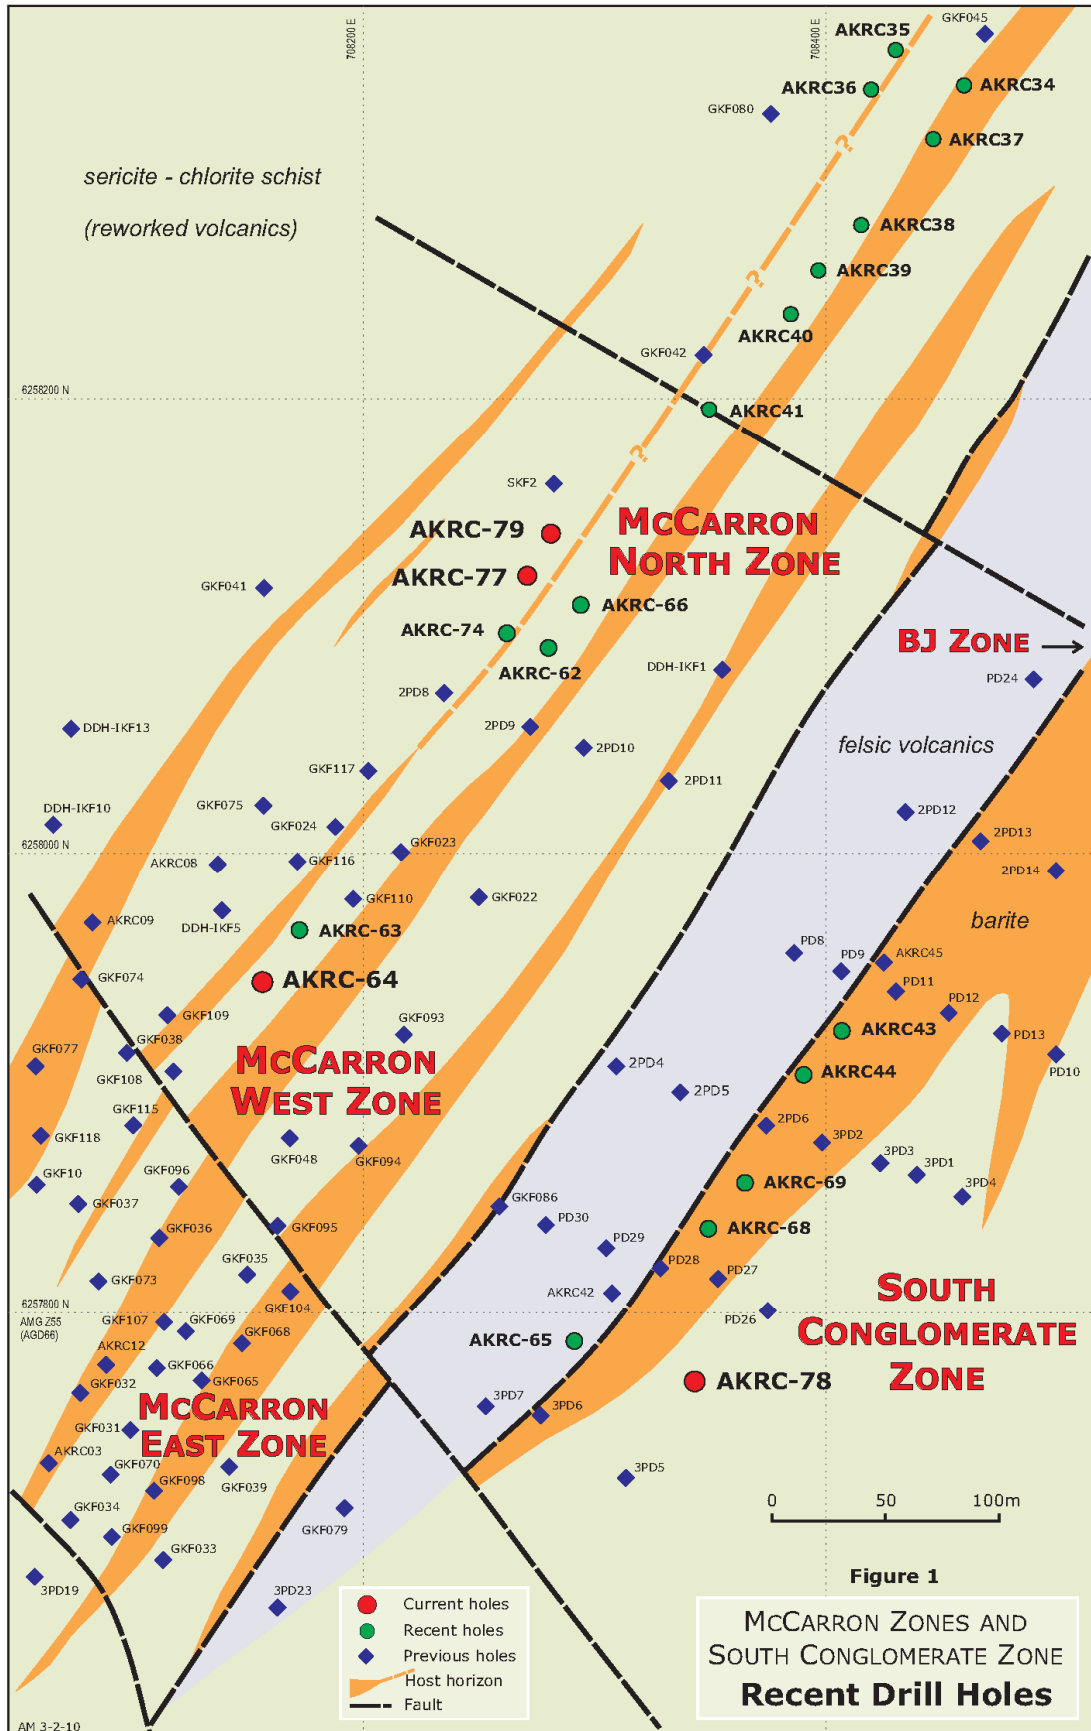 708200 E
708400 E
GKF045
AKRC35
AKRC36
AKRC34
GKF080
AKRC37
?
sericite - chlorite schist
(reworked volcanics)
AKRC38
AKRC39
?
AKRC40
GKF042
6258200 N
AKRC41
?
SKF2
McCarron
North Zone
AKRC-79
AKRC-77
GKF041
AKRC-66
AKRC-74
AKRC-62
BJ Zone
DDH-IKF1
PD24
2PD8
DDH-IKF13
2PD9
2PD10
felsic volcanics
GKF117
2PD11
GKF075
DDH-IKF10
GKF024
2PD12
2PD13
6258000 N
GKF023
AKRC08
GKF116
2PD14
GKF110
GKF022
AKRC09
DDH-IKF5
AKRC-63
barite
PD8
PD9
AKRC45
GKF074
AKRC-64
PD11
PD12
GKF109
GKF093
AKRC43
PD13
GKF038
GKF077
McCarron
West Zone
2PD4
PD10
GKF108
AKRC44
2PD5
GKF115
2PD6
GKF118
3PD2
GKF048
GKF094
3PD3
3PD1
GKF10
GKF096
AKRC-69
3PD4
GKF037
GKF086
GKF095
PD30
AKRC-68
GKF036
PD29
GKF035
PD28
PD27
GKF073
GKF104
AKRC42
South
Conglomerate
Zone
6257800 N
AMG Z55
(AGD66)
GKF107
GKF069
PD26
GKF068
AKRC-65
AKRC12
GKF066
GKF065
GKF032
AKRC-78
McCarron
East Zone
3PD7
3PD6
GKF031
AKRC03
GKF070
GKF039
3PD5
GKF098
0 50 100m
GKF034
GKF099
GKF079
GKF033
3PD19
3PD23
Figure 1
Current holes
Recent holes
Previous holes
Host horizon
Fault
McCarron Zones and
South Conglomerate Zone
Recent Drill Holes
AM 3-2-10